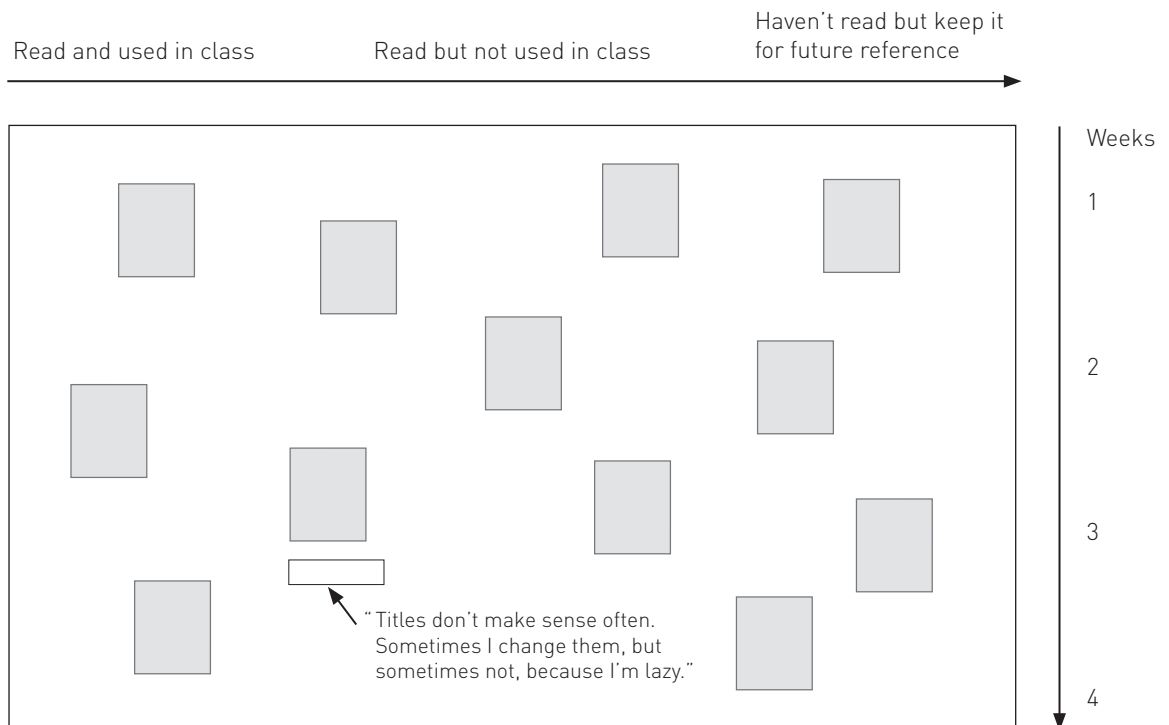 Read and used in class
Read but not used in class
Haven't read but keep it
for future reference
Weeks
1
2
3
4
" Titles don't make sense often.
Sometimes I change them, but
sometimes not, because I'm lazy."